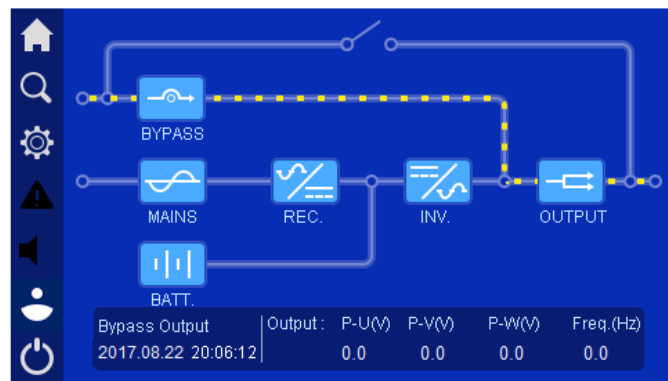 BYPASS
MAINS
REC.
INV.
OUTPUT
BATT.
Bypass Output
2017.08.22 20:06:12
Output : P-U(V) P-V(V) P-W(V) Freq.(Hz)
0.0 0.0 0.0 0.0